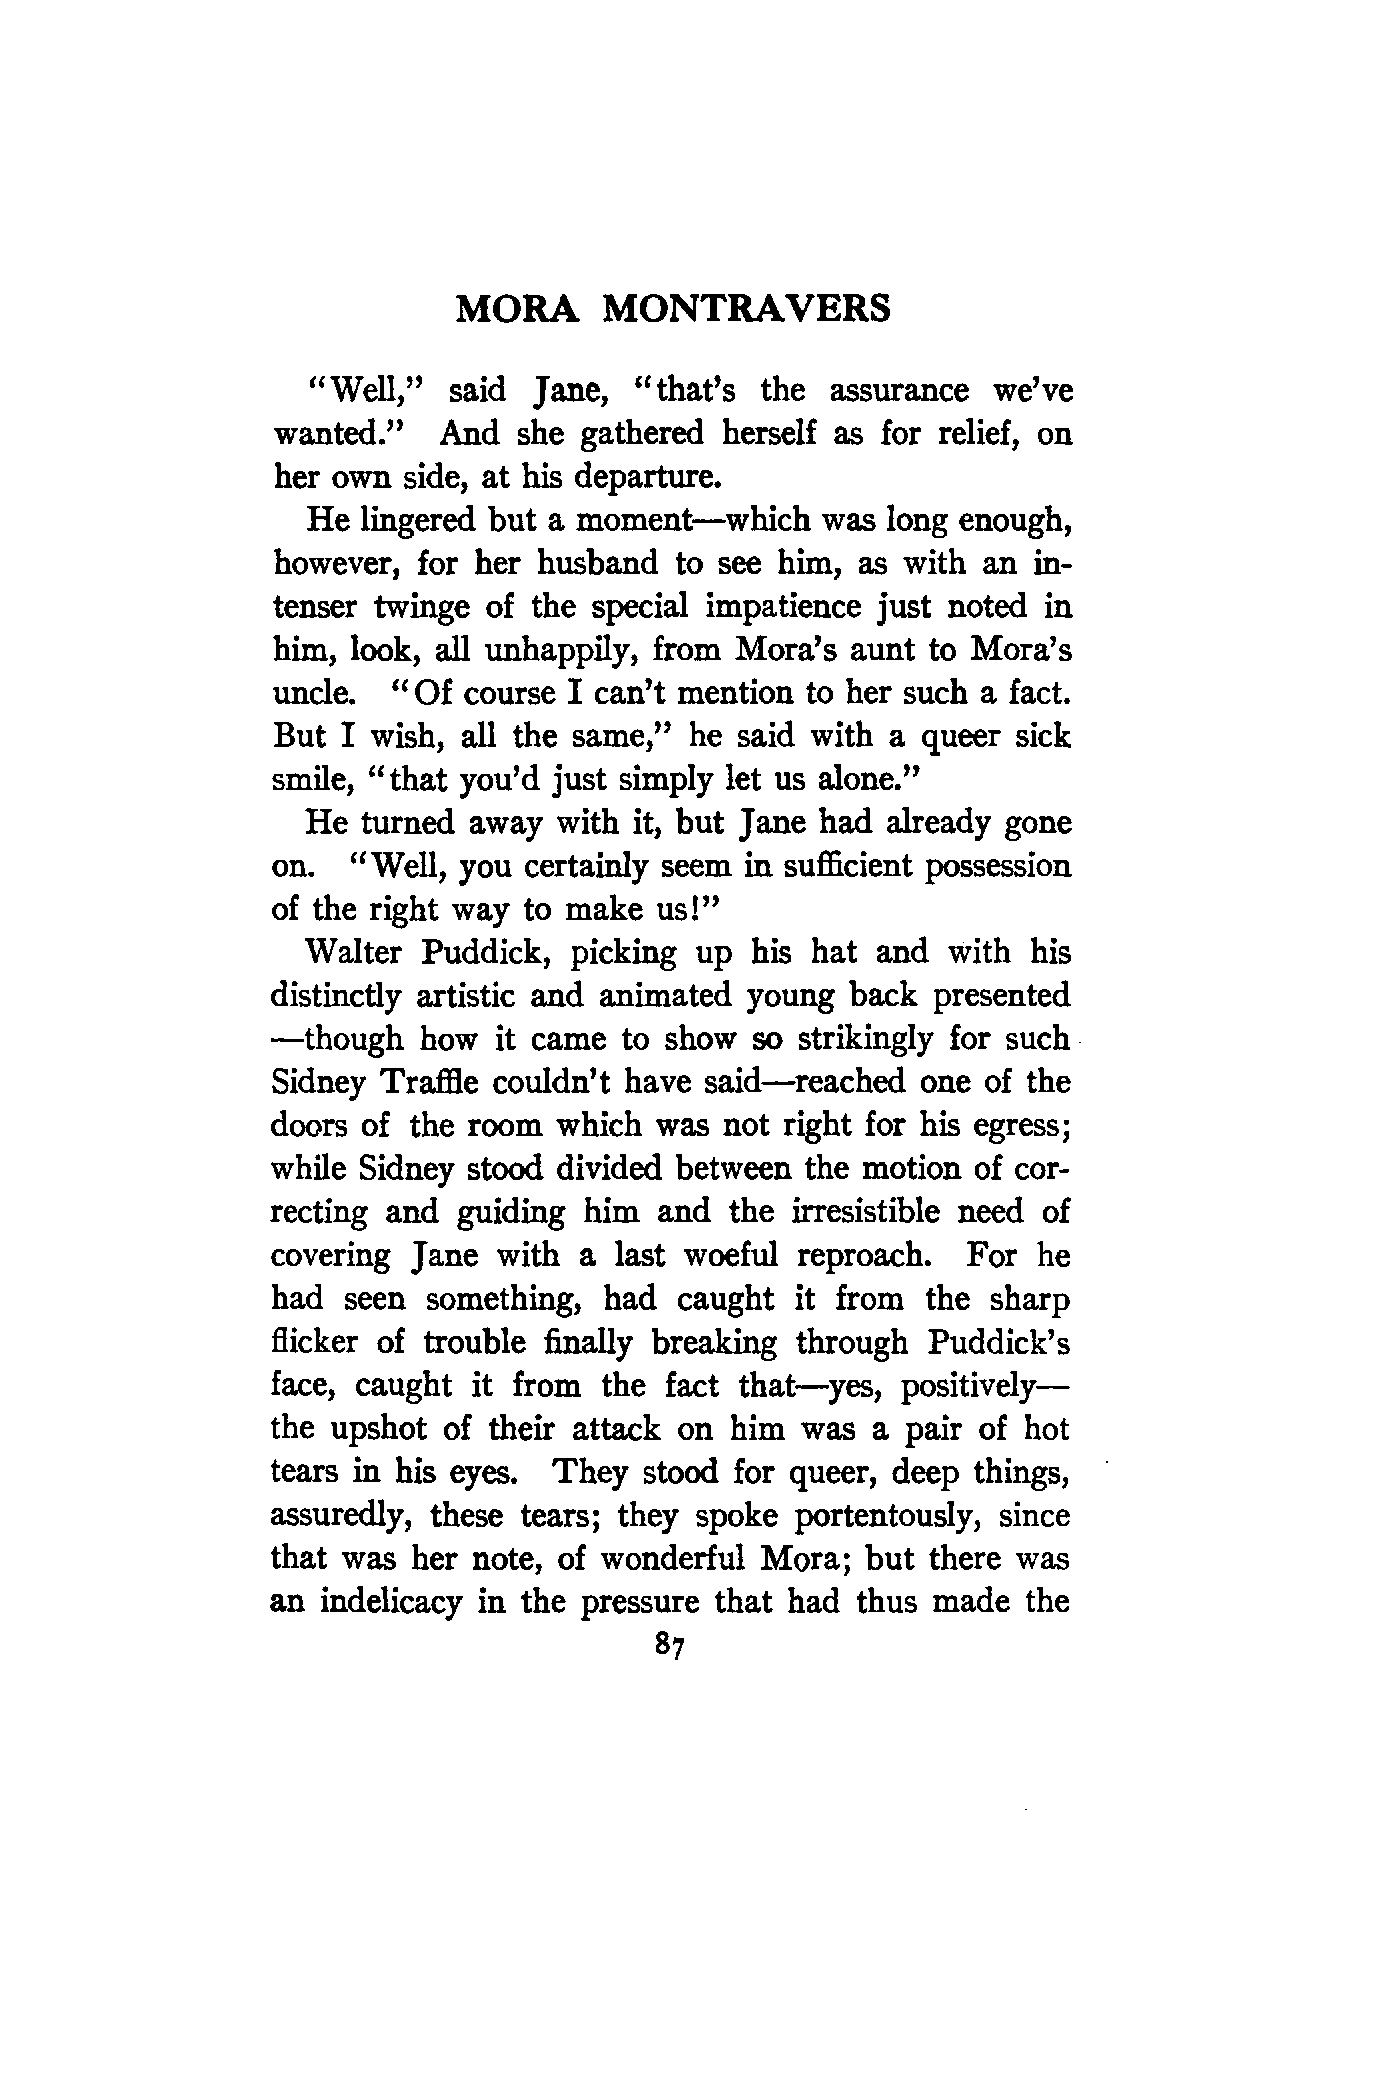 MORA MONTRAVERS
“Well,” said Jane, “that’s the assurance we’ve
wanted.” And she gathered herself as for relief, on
her own side, at his departure.
He lingered but a moment—which was long enough,
however, for her husband to see him, as with an in-
tenser twinge of the special impatience just noted in
him, look, all unhappily, from Mora’s aunt to Mora’s
uncle. “Of course I can’t mention to her such a fact.
But I wish, all the same,” he said with a queer sick
smile, “that you’d just simply let us alone.”
He turned away with it, but Jane had already gone
on. “Well, you certainly seem in sufficient possession
of the right way to make us!”
Walter Puddick, picking up his hat and with his
distinctly artistic and animated young back presented
—though how it came to show so strikingly for such
Sidney Traffle couldn’t have said—reached one of the
doors of the room which was not right for his egress;
while Sidney stood divided between the motion of cor-
recting and guiding him and the irresistible need of
covering Jane with a last woeful reproach. For he
had seen something, had caught it from the sharp
flicker of trouble finally breaking through Puddick’s
face, caught it from the fact that—yes, positively—
the upshot of their attack on him was a pair of hot
tears in his eyes. They stood for queer, deep things,
assuredly, these tears; they spoke portentously, since
that was her note, of wonderful Mora; but there was
an indelicacy in the pressure that had thus made the
87